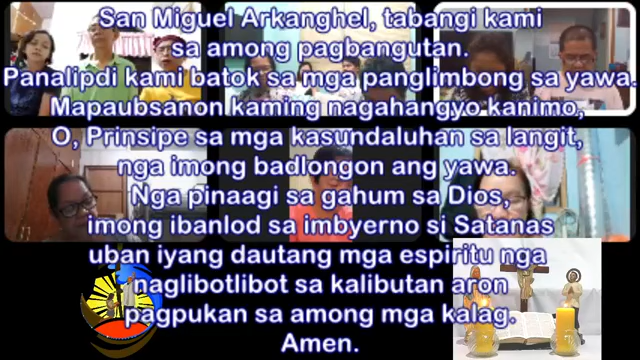 San Miguel Arkanghel, tabangi kami
sa among pagbangutan.
Panalipdi kami batok sa mga panglimbong sa yawa.
Mapaubsanon kaming nagahangyo kanimo,
O, Prinsipe sa mga kasundaluhan sa langit,
nga imong badlongon ang yawa.
Nga pinaagi sa gahum sa Dios,
imong ibanlod sa imbyerno si Satanas
uban iyang dautang mga espiritu nga
naglibotlibot sa kalibutan aron
pagpukan sa among mga kalag.
Amen.